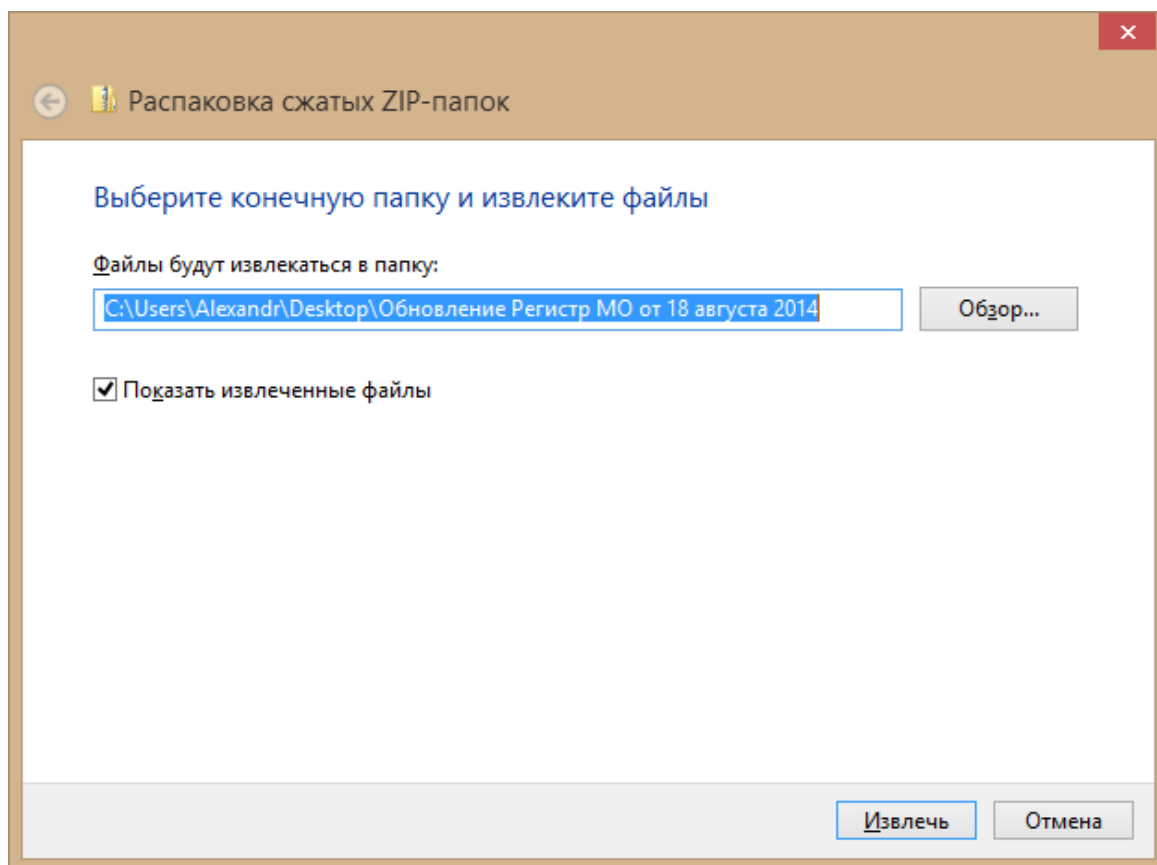 Распаковка сжатых ZIP-папок
Выберите конечную папку и извлеките файлы
Файлы будут извлекаться в папку:
C:\Users\Alexandr\Desktop\Обновление Регистр МО от 18 августа 2014
Обзор...
Показать извлеченные файлы
Извлечь
Отмена